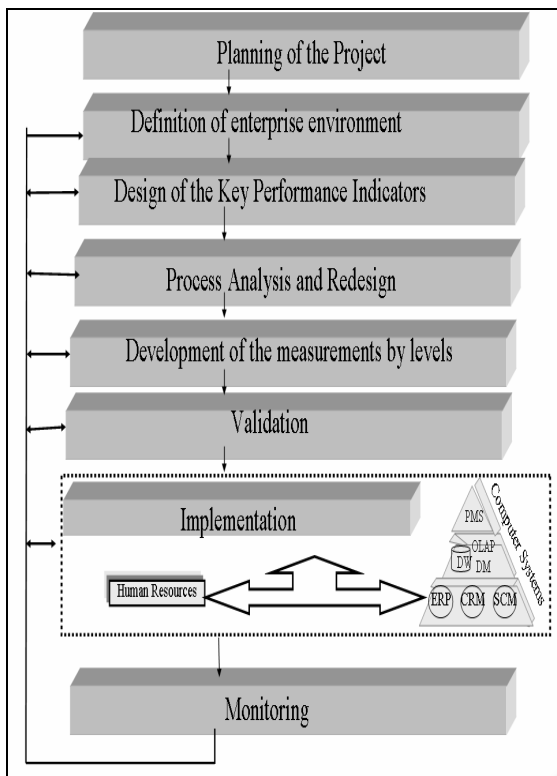 Planning of the Project
Definition of enterprise environment
Design of the Key Performance Indicators
Process Analysis and Redesign
Development of the measurements by levels
Validation
Implementation
Human Resources
PMS
OLAP
DW
DM
ERP CRM SCM
Computer Systems
Monitoring